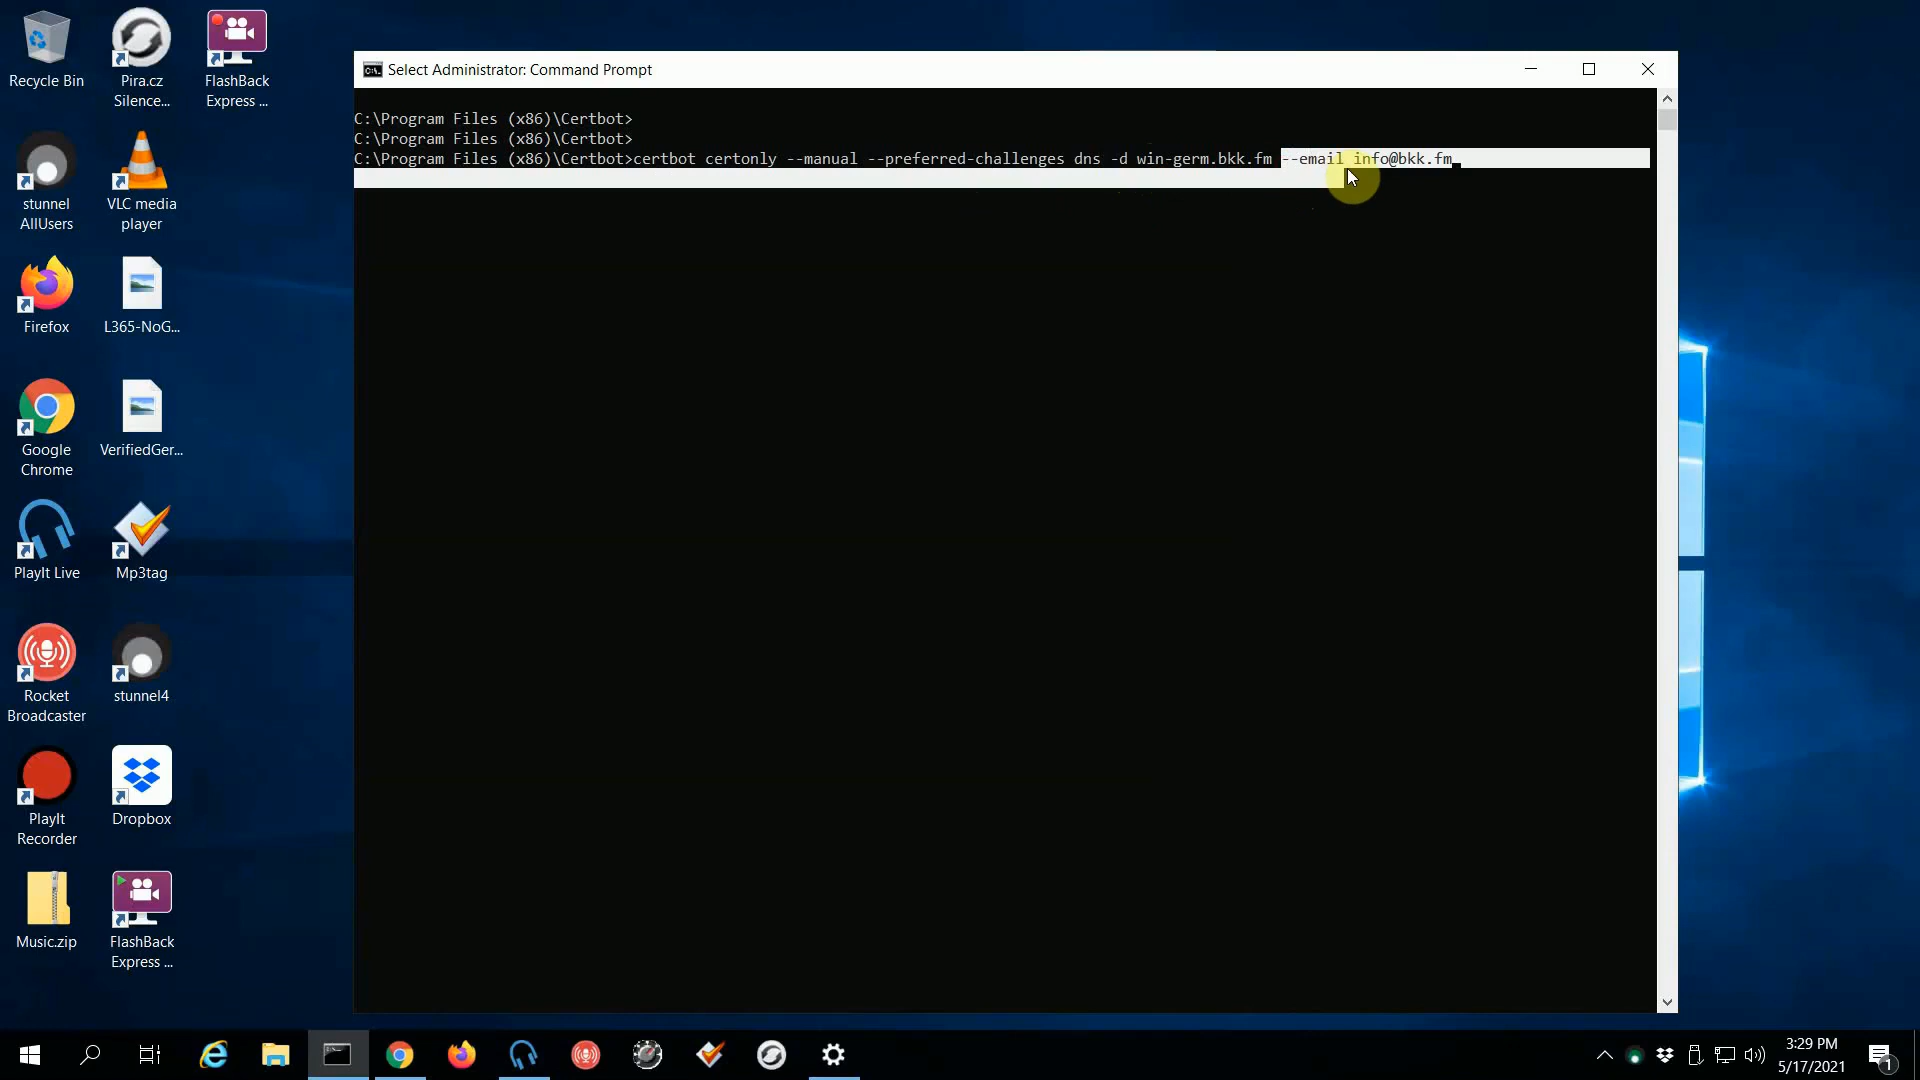 Recycle Bin
Pira.cz
Silence...
FlashBack
Express ...
stunnel
AllUsers
VLC media
player
Firefox
L365-NoG...
Google
Chrome
VerifiedGer...
PlayIt Live
Mp3tag
Rocket
Broadcaster
stunnel4
PlayIt
Recorder
Dropbox
Music.zip
FlashBack
Express ...
Select Administrator: Command Prompt
C:\Program Files (x86)\Certbot>
C:\Program Files (x86)\Certbot>
C:\Program Files (x86)\Certbot>certbot certonly --manual --preferred-challenges dns -d win-germ.bkk.fm --email info@bkk.fm
3:29 PM
5/17/2021
1